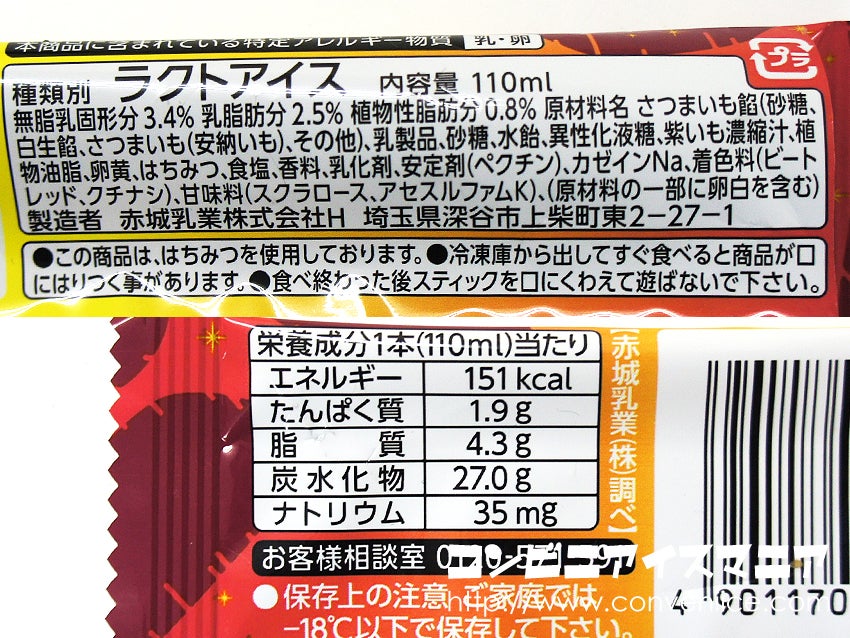 本商品に含まれている特定アレルギー物質 乳・卵
プラ
種類別 ラクトアイス 内容量 110ml
無脂乳固形分3.4% 乳脂肪分2.5% 植物性脂肪分0.8% 原材料名 さつまいも餡(砂糖、
白生餡、さつまいも(安納いも)、その他)、乳製品、砂糖、水飴、異性化液糖、紫いも濃縮汁、植
物油脂、卵黄、はちみつ、食塩、香料、乳化剤、安定剤(ペクチン)、カゼインNa、着色料(ビート
レッド、クチナシ)、甘味料(スクラロース、アセスルファムK)、(原材料の一部に卵白を含む)
製造者 赤城乳業株式会社H 埼玉県深谷市上柴町東2−27−1
●この商品は、はちみつを使用しております。●冷凍庫から出してすぐ食べると商品が口
にはりつく事があります。●食べ終わった後スティックを口にくわえて遊ばないで下さい。
栄養成分1本(110ml)当たり
エネルギー 151kcal
たんぱく質 1.9g
脂質 4.3g
炭水化物 27.0g
ナトリウム 35mg
【赤城乳業(株)調べ】
お客様相談室
コンビニアイスマニア
●保存上の注意 ご家庭では
−18℃以下で保存して下さい。
http://www.conveniice.com
4 901170